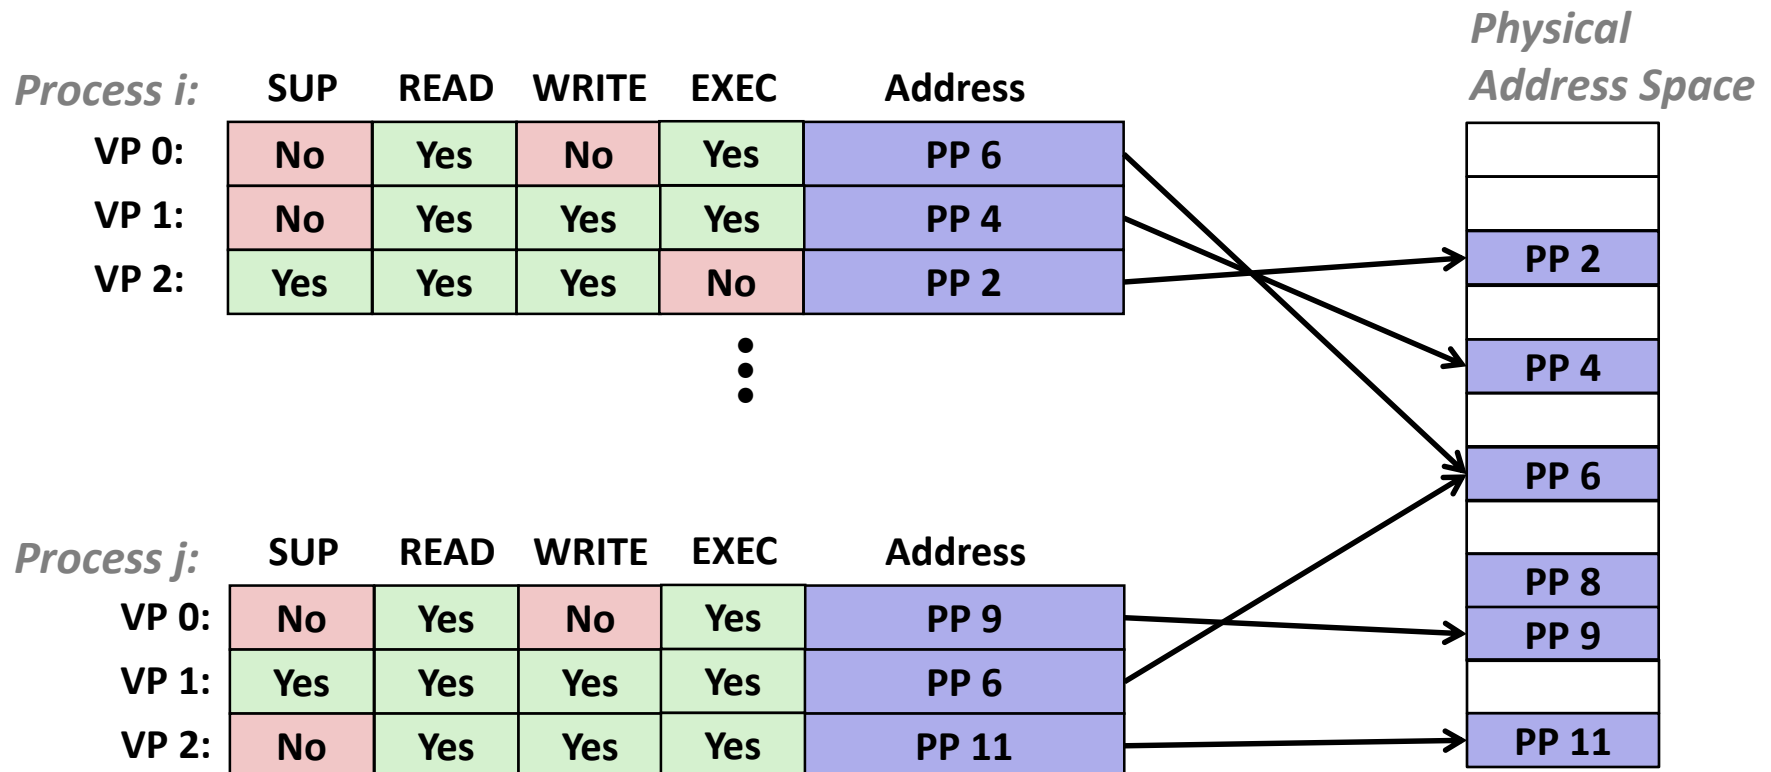 Physical
Address Space
Process i: SUP READ WRITE EXEC Address
VP 0: No Yes No Yes PP 6
VP 1: No Yes Yes Yes PP 4
VP 2: Yes Yes Yes No PP 2
PP 2
PP 4
PP 6
PP 8
PP 9
PP 11
Process j: SUP READ WRITE EXEC Address
VP 0: No Yes No Yes PP 9
VP 1: Yes Yes Yes Yes PP 6
VP 2: No Yes Yes Yes PP 11